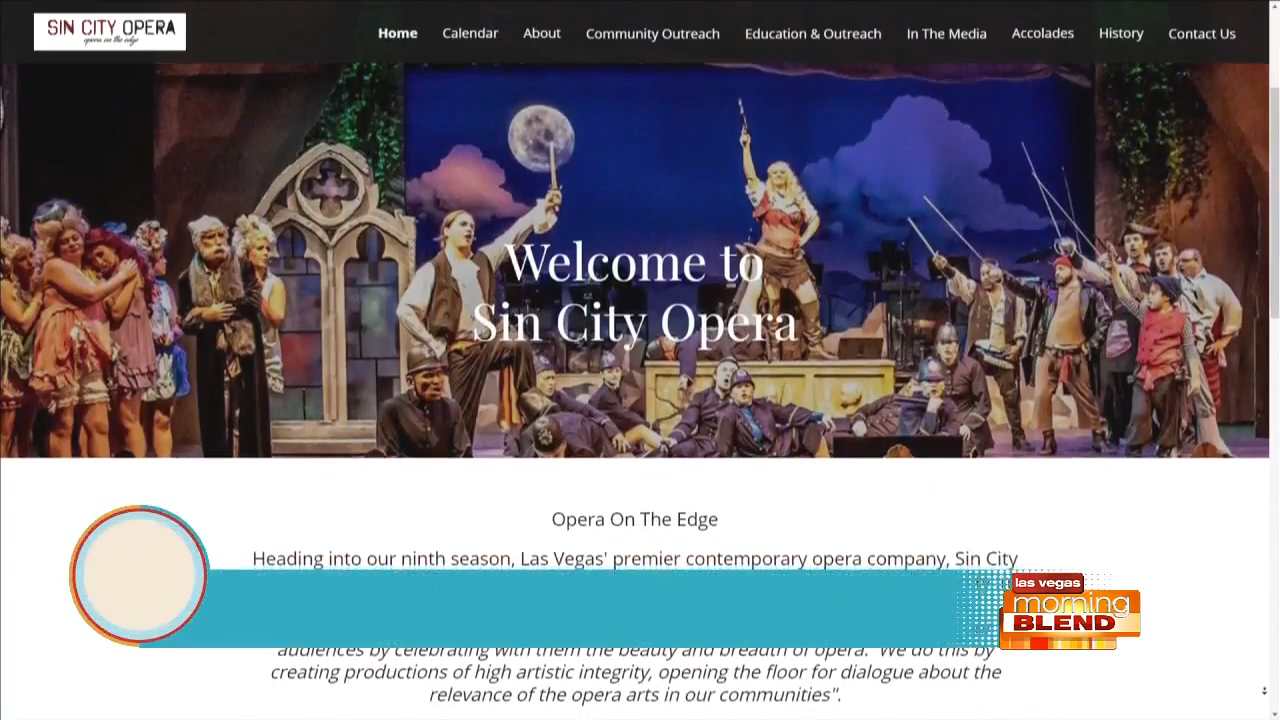 SIN CITY OPERA
opera on the edge
Home Calendar About Community Outreach Education & Outreach In The Media Accolades History Contact Us
Welcome to
Sin City Opera
Opera On The Edge
Heading into our ninth season, Las Vegas' premier contemporary opera company, Sin City
las vegas
morning
BLEND
audiences by celebrating with them the beauty and breadth of opera. We do this by
creating productions of high artistic integrity, opening the floor for dialogue about the
relevance of the opera arts in our communities".